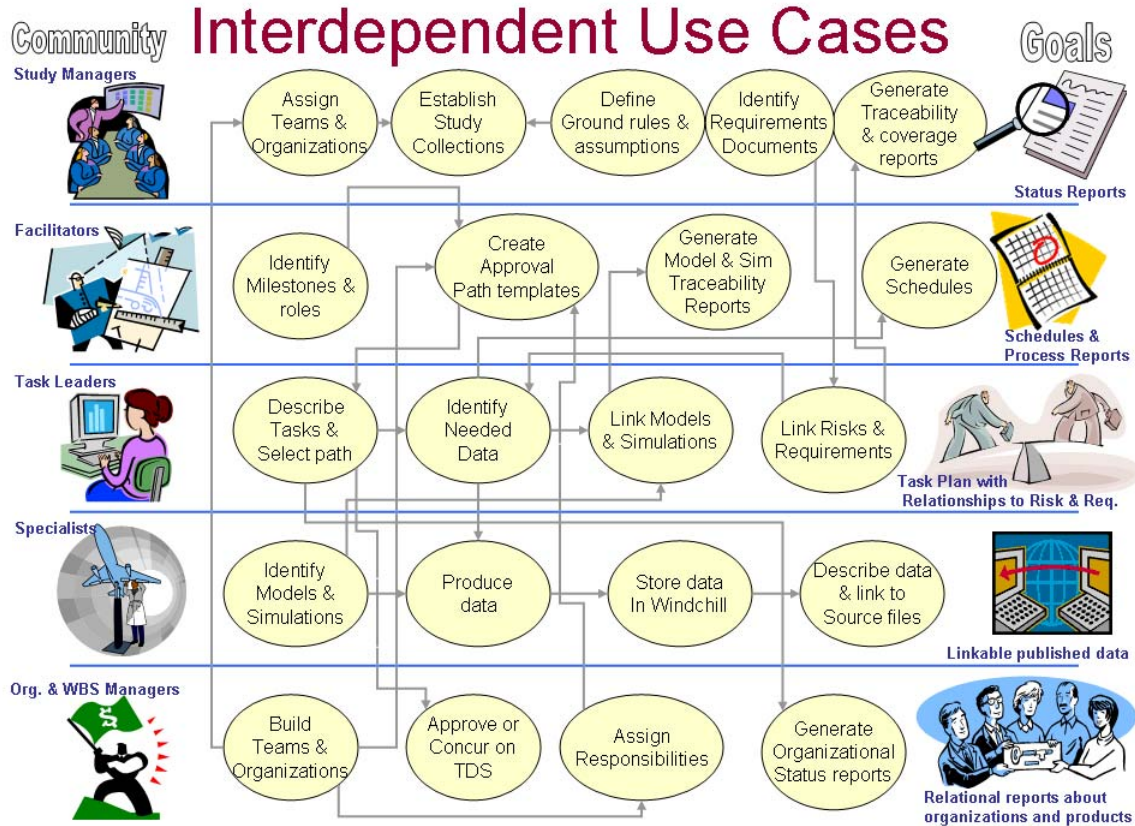 Community
Interdependent Use Cases
Goals
Study Managers
Assign
Teams &
Organizations
Establish
Study
Collections
Define
Ground rules &
assumptions
Identify
Requirements
Documents
Generate
Traceability
& coverage
reports
Status Reports
Facilitators
Identify
Milestones &
roles
Create
Approval
Path templates
Generate
Model & Sim
Traceability
Reports
Generate
Schedules
Schedules &
Process Reports
Task Leaders
Describe
Tasks &
Select path
Identify
Needed
Data
Link Models
& Simulations
Link Risks &
Requirements
Task Plan with
Relationships to Risk & Req.
Specialists
Identify
Models &
Simulations
Produce
data
Store data
In Windchill
Describe data
& link to
Source files
Linkable published data
Org. & WBS Managers
Build
Teams &
Organizations
Approve or
Concur on
TDS
Assign
Responsibilities
Generate
Organizational
Status reports
Relational reports about
organizations and products